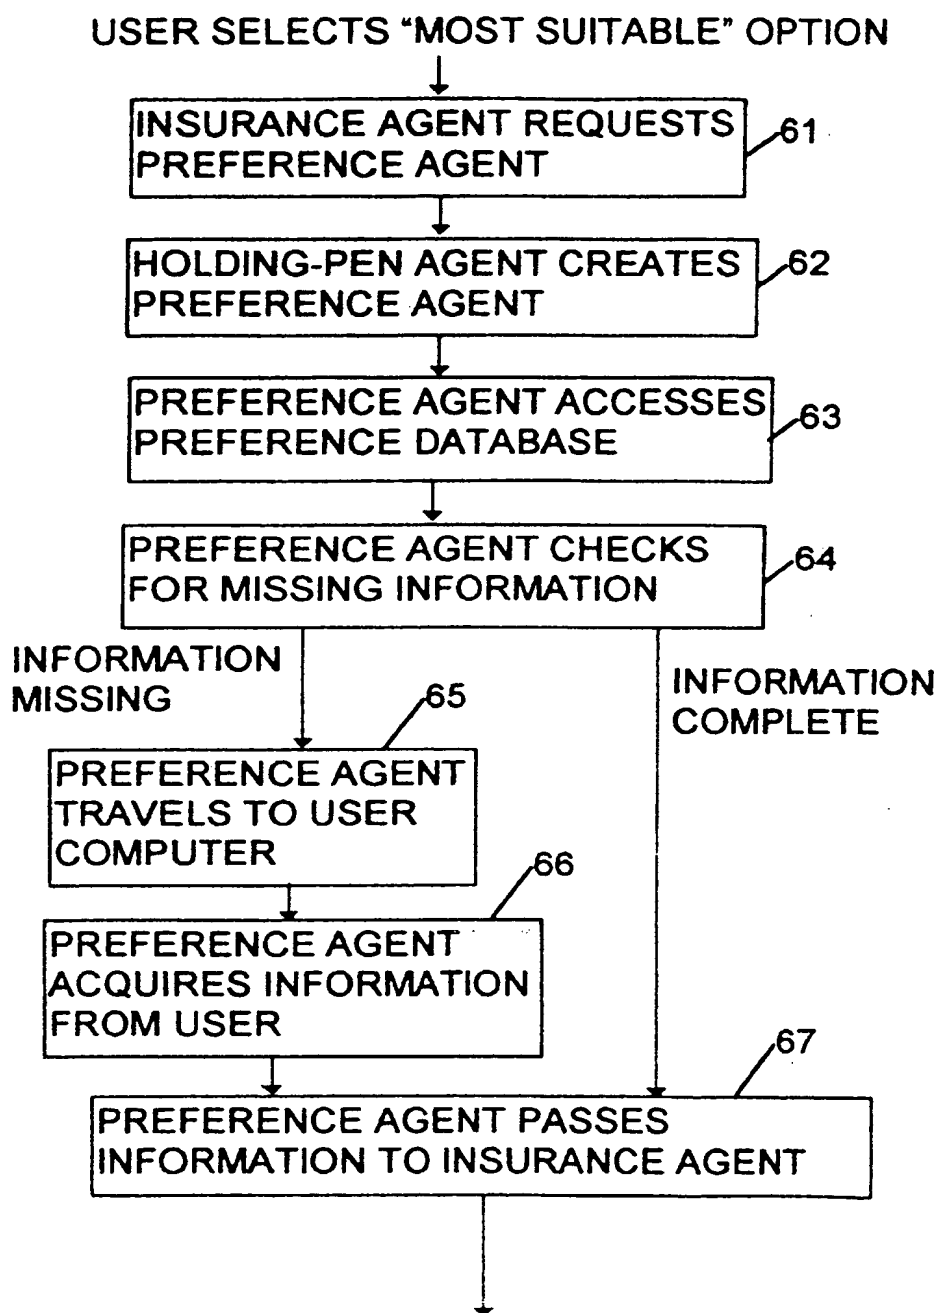 USER SELECTS “MOST SUITABLE” OPTION
INSURANCE AGENT REQUESTS
PREFERENCE AGENT
61
HOLDING-PEN AGENT CREATES
PREFERENCE AGENT
62
PREFERENCE AGENT ACCESSES
PREFERENCE DATABASE
63
PREFERENCE AGENT CHECKS
FOR MISSING INFORMATION
64
INFORMATION
MISSING
INFORMATION
COMPLETE
65
PREFERENCE AGENT
TRAVELS TO USER
COMPUTER
66
PREFERENCE AGENT
ACQUIRES INFORMATION
FROM USER
67
PREFERENCE AGENT PASSES
INFORMATION TO INSURANCE AGENT